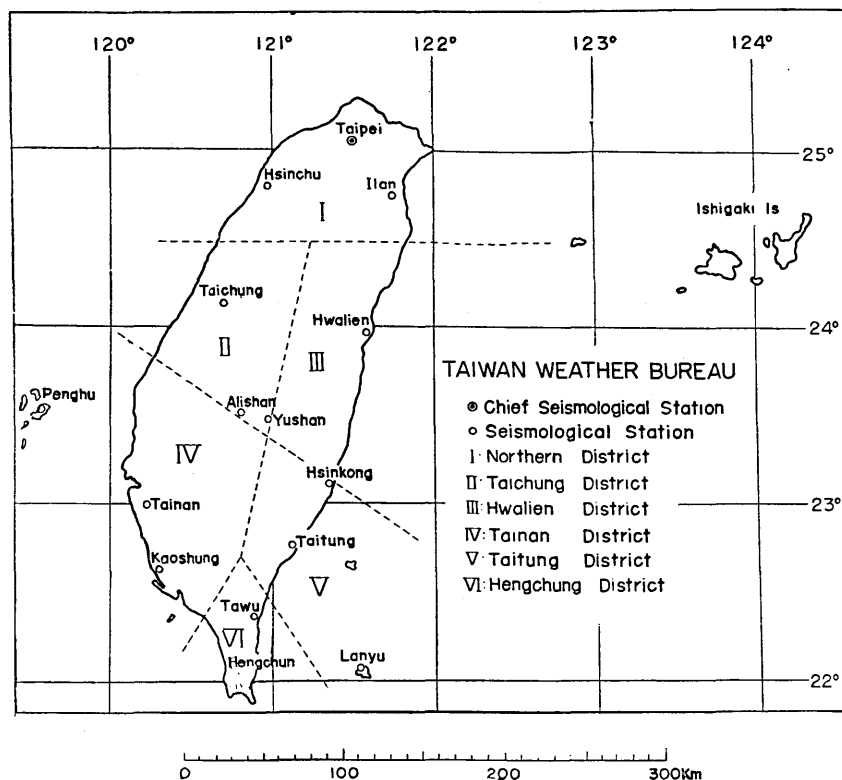 120° 121° 122° 123° 124°
Taipei
25°
Hsinchu
Ilan
I
Ishigaki Is
Taichung
Hwalien
24°
II
III
TAIWAN WEATHER BUREAU
Penghu
Alishan
Yushan
Chief Seismological Station
Seismological Station
IV
I: Northern District
Hsinkong
II: Taichung District
III: Hwalien District
Tainan
23°
IV: Tainan District
Kaoshung
Taitung
V: Taitung District
V
VI: Hengchung District
Tawu
VI
Hengchun
Lanyu
22°
0 100 200 300Km